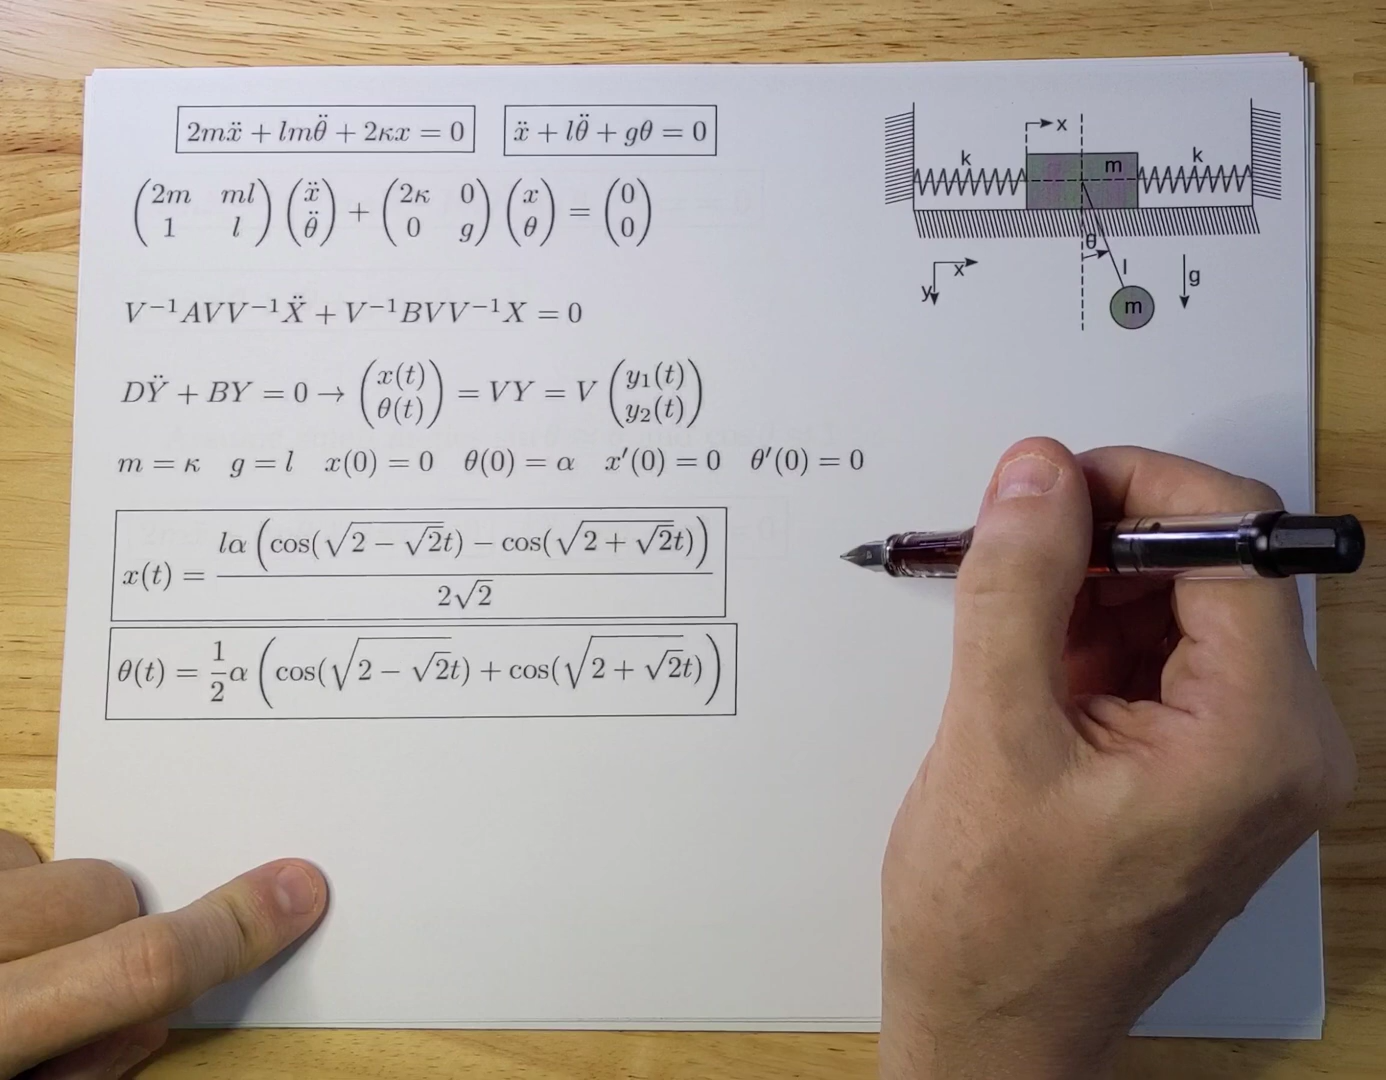 2mẍ + lmθ̈ + 2κx = 0   ẍ + lθ̈ + gθ = 0
(2m ml; 1 l)(ẍ; θ̈) + (2κ 0; 0 g)(x; θ) = (0; 0)
V⁻¹AVV⁻¹Ẍ + V⁻¹BVV⁻¹X = 0
DŸ + BY = 0 → (x(t); θ(t)) = VY = V(y₁(t); y₂(t))
m = κ   g = l   x(0) = 0   θ(0) = α   x′(0) = 0   θ′(0) = 0
x(t) = lα(cos(√(2 − √2)t) − cos(√(2 + √2)t)) / 2√2
θ(t) = 1/2 α(cos(√(2 − √2)t) + cos(√(2 + √2)t))
x
k
m
k
θ
l
x
y
g
m